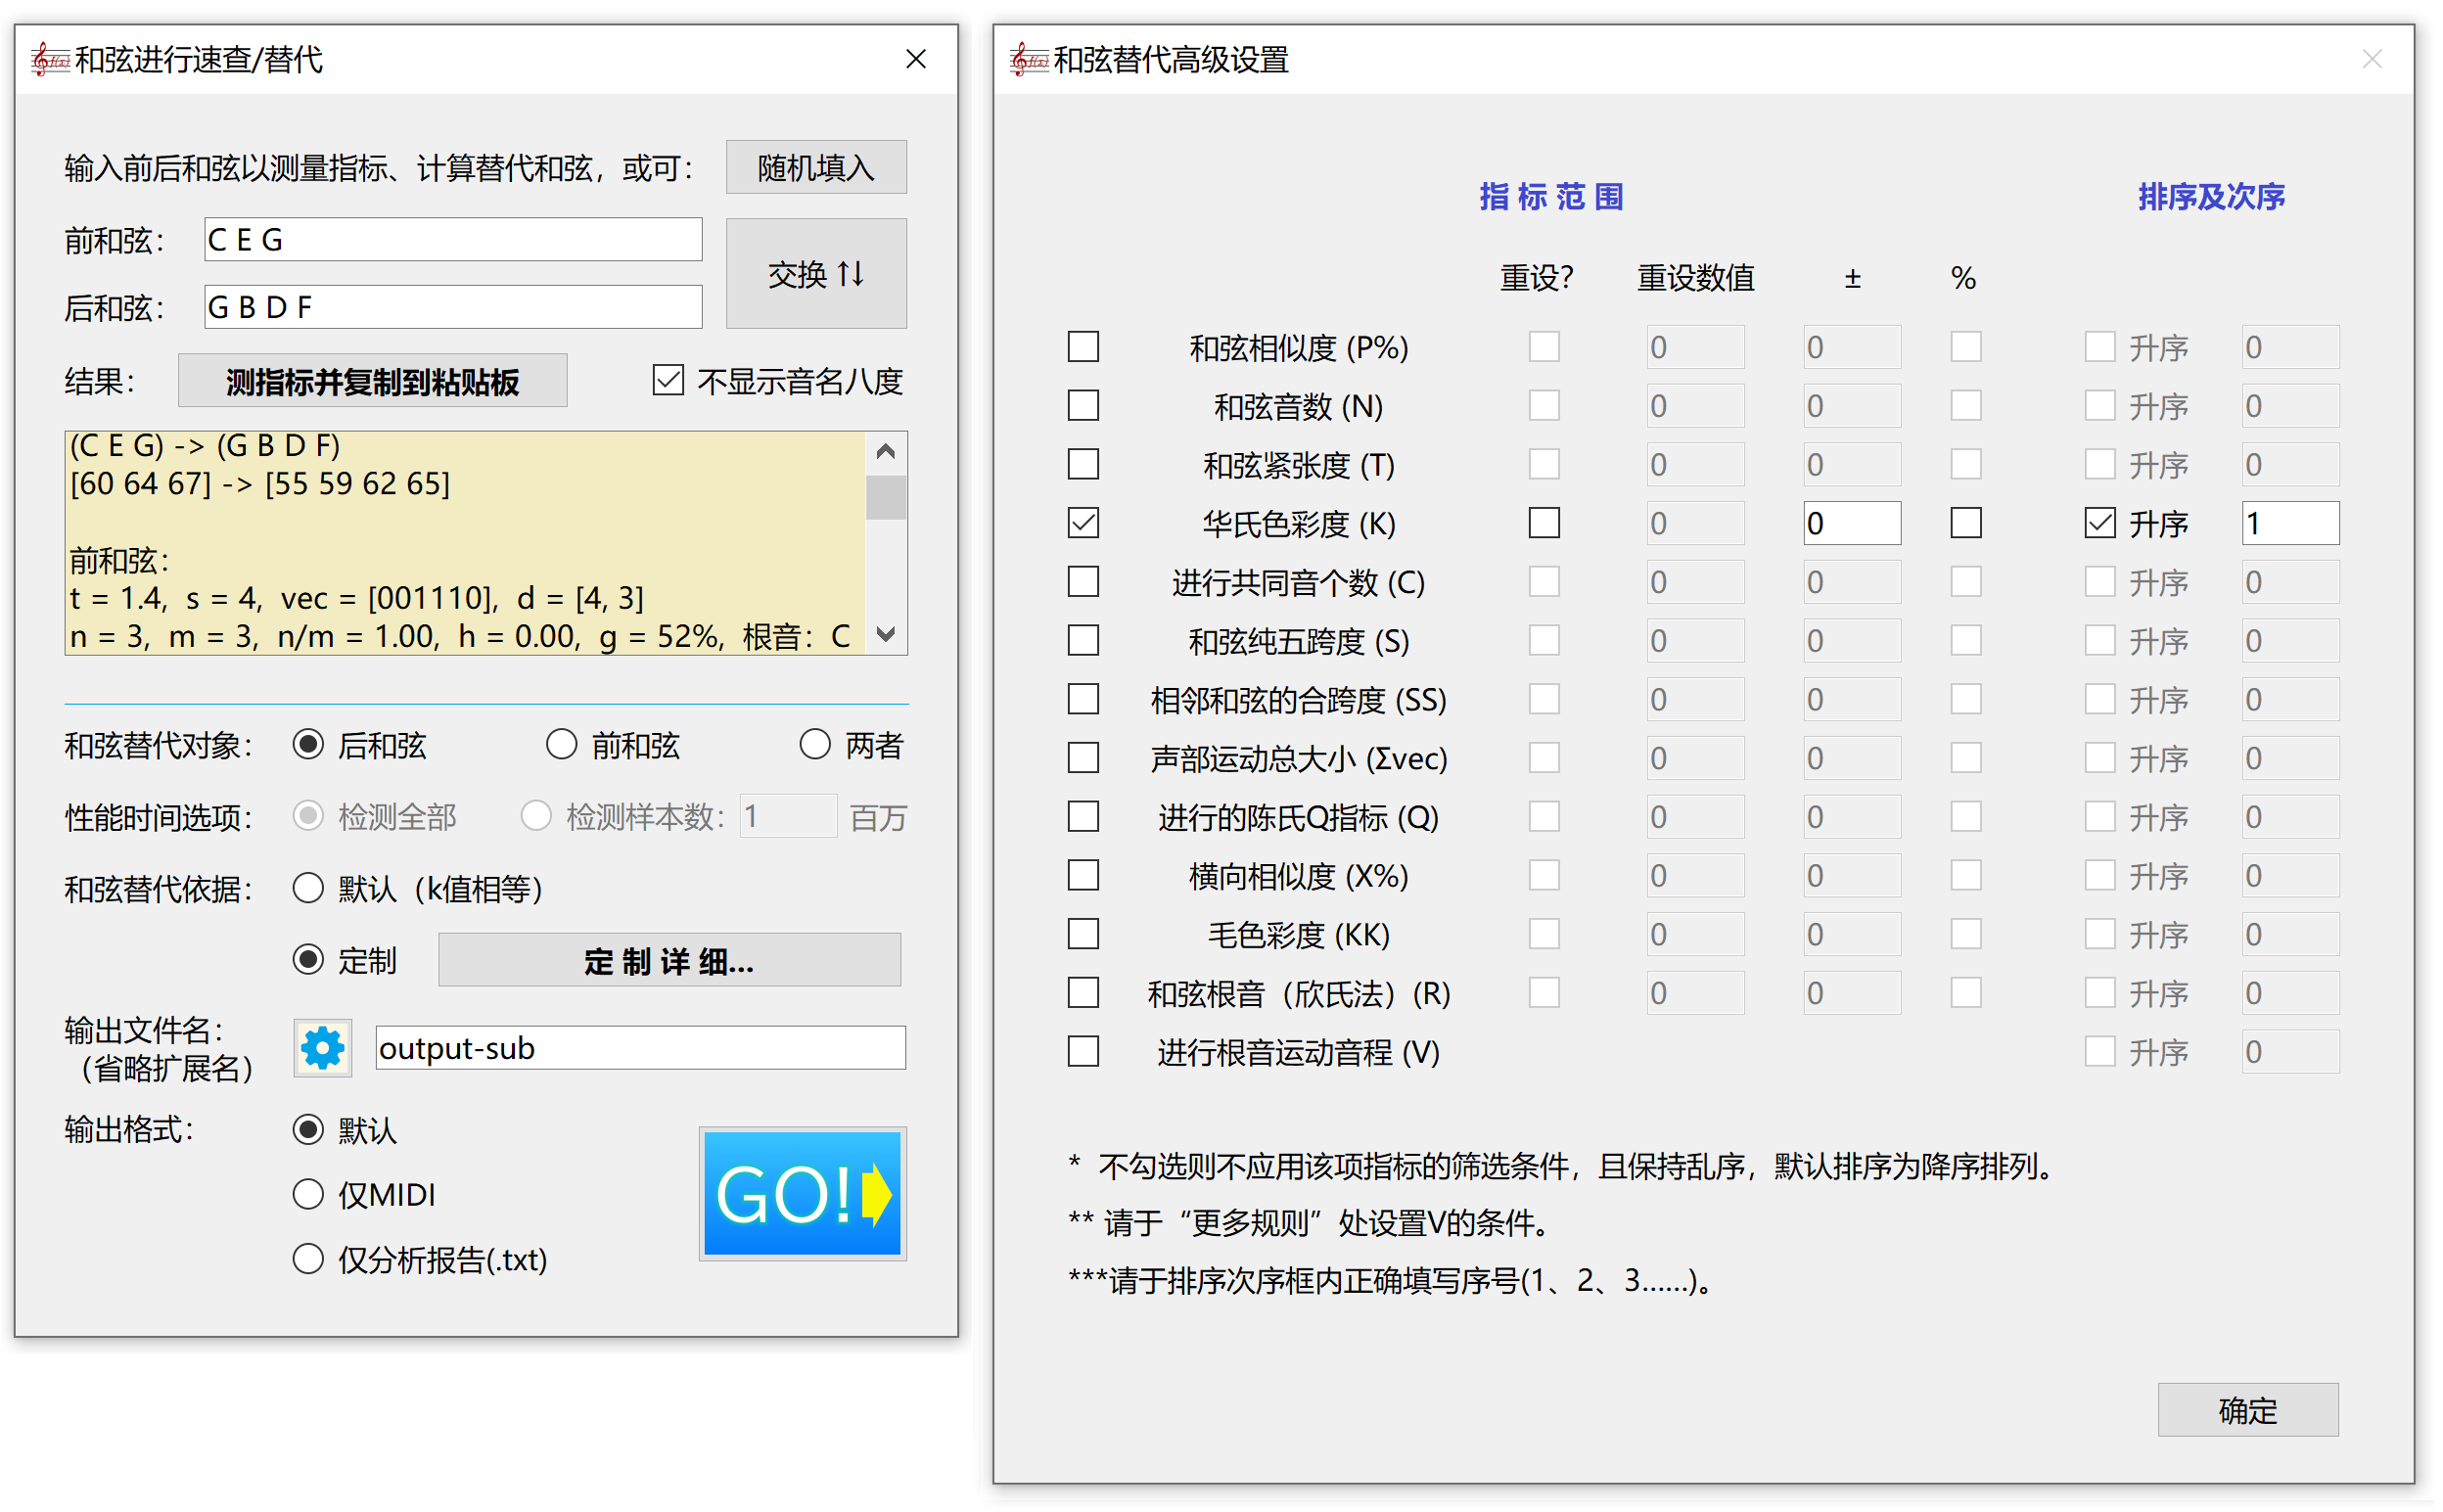 和弦进行速查/替代
输入前后和弦以测量指标、计算替代和弦，或可： 随机填入
前和弦： C E G
交换 ↑↓
后和弦： G B D F
结果： 测指标并复制到粘贴板 不显示音名八度
(C E G) -> (G B D F)
[60 64 67] -> [55 59 62 65]
前和弦：
t = 1.4, s = 4, vec = [001110], d = [4, 3]
n = 3, m = 3, n/m = 1.00, h = 0.00, g = 52%, 根音：C
和弦替代对象： 后和弦 前和弦 两者
性能时间选项： 检测全部 检测样本数： 1 百万
和弦替代依据： 默认（k值相等）
定制 定 制 详 细...
输出文件名：
（省略扩展名） output-sub
输出格式： 默认
仅MIDI
仅分析报告(.txt)
GO!
和弦替代高级设置
指 标 范 围 排序及次序
重设? 重设数值 ± %
和弦相似度 (P%) 0 0 升序 0
和弦音数 (N) 0 0 升序 0
和弦紧张度 (T) 0 0 升序 0
华氏色彩度 (K) 0 0 升序 1
进行共同音个数 (C) 0 0 升序 0
和弦纯五跨度 (S) 0 0 升序 0
相邻和弦的合跨度 (SS) 0 0 升序 0
声部运动总大小 (Σvec) 0 0 升序 0
进行的陈氏Q指标 (Q) 0 0 升序 0
横向相似度 (X%) 0 0 升序 0
毛色彩度 (KK) 0 0 升序 0
和弦根音（欣氏法）(R) 0 0 升序 0
进行根音运动音程 (V) 升序 0
* 不勾选则不应用该项指标的筛选条件，且保持乱序，默认排序为降序排列。
** 请于“更多规则”处设置V的条件。
***请于排序次序框内正确填写序号(1、2、3......)。
确定